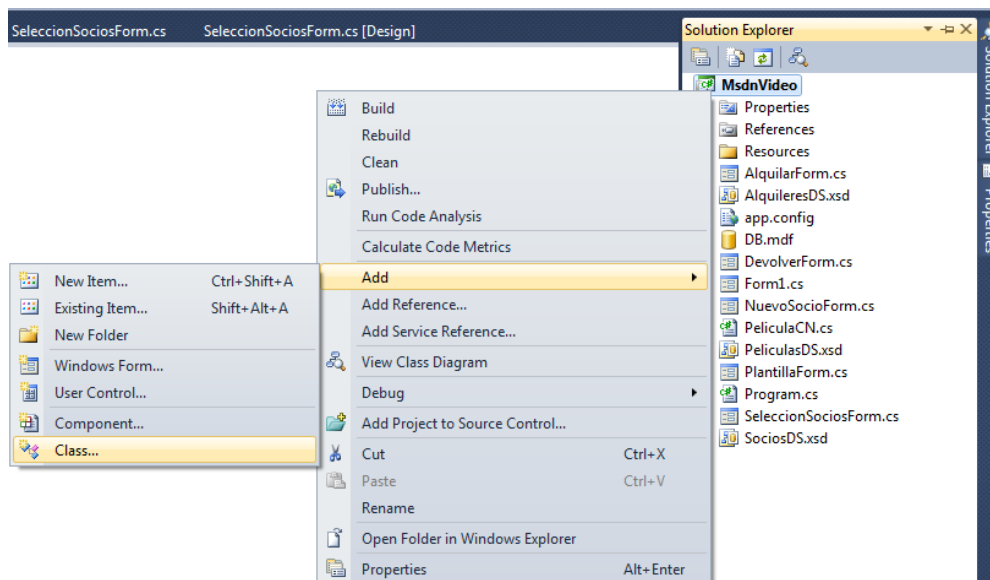 SeleccionSociosForm.cs SeleccionSociosForm.cs [Design]
Solution Explorer
MsdnVideo
Properties
References
Resources
AlquilarForm.cs
AlquileresDS.xsd
app.config
DB.mdf
DevolverForm.cs
Form1.cs
NuevoSocioForm.cs
PeliculaCN.cs
PeliculasDS.xsd
PlantillaForm.cs
Program.cs
SeleccionSociosForm.cs
SociosDS.xsd
Build
Rebuild
Clean
Publish...
Run Code Analysis
Calculate Code Metrics
Add
Add Reference...
Add Service Reference...
View Class Diagram
Debug
Add Project to Source Control...
Cut Ctrl+X
Paste Ctrl+V
Rename
Open Folder in Windows Explorer
Properties Alt+Enter
New Item... Ctrl+Shift+A
Existing Item... Shift+Alt+A
New Folder
Windows Form...
User Control...
Component...
Class...
Solution Explorer
Properties